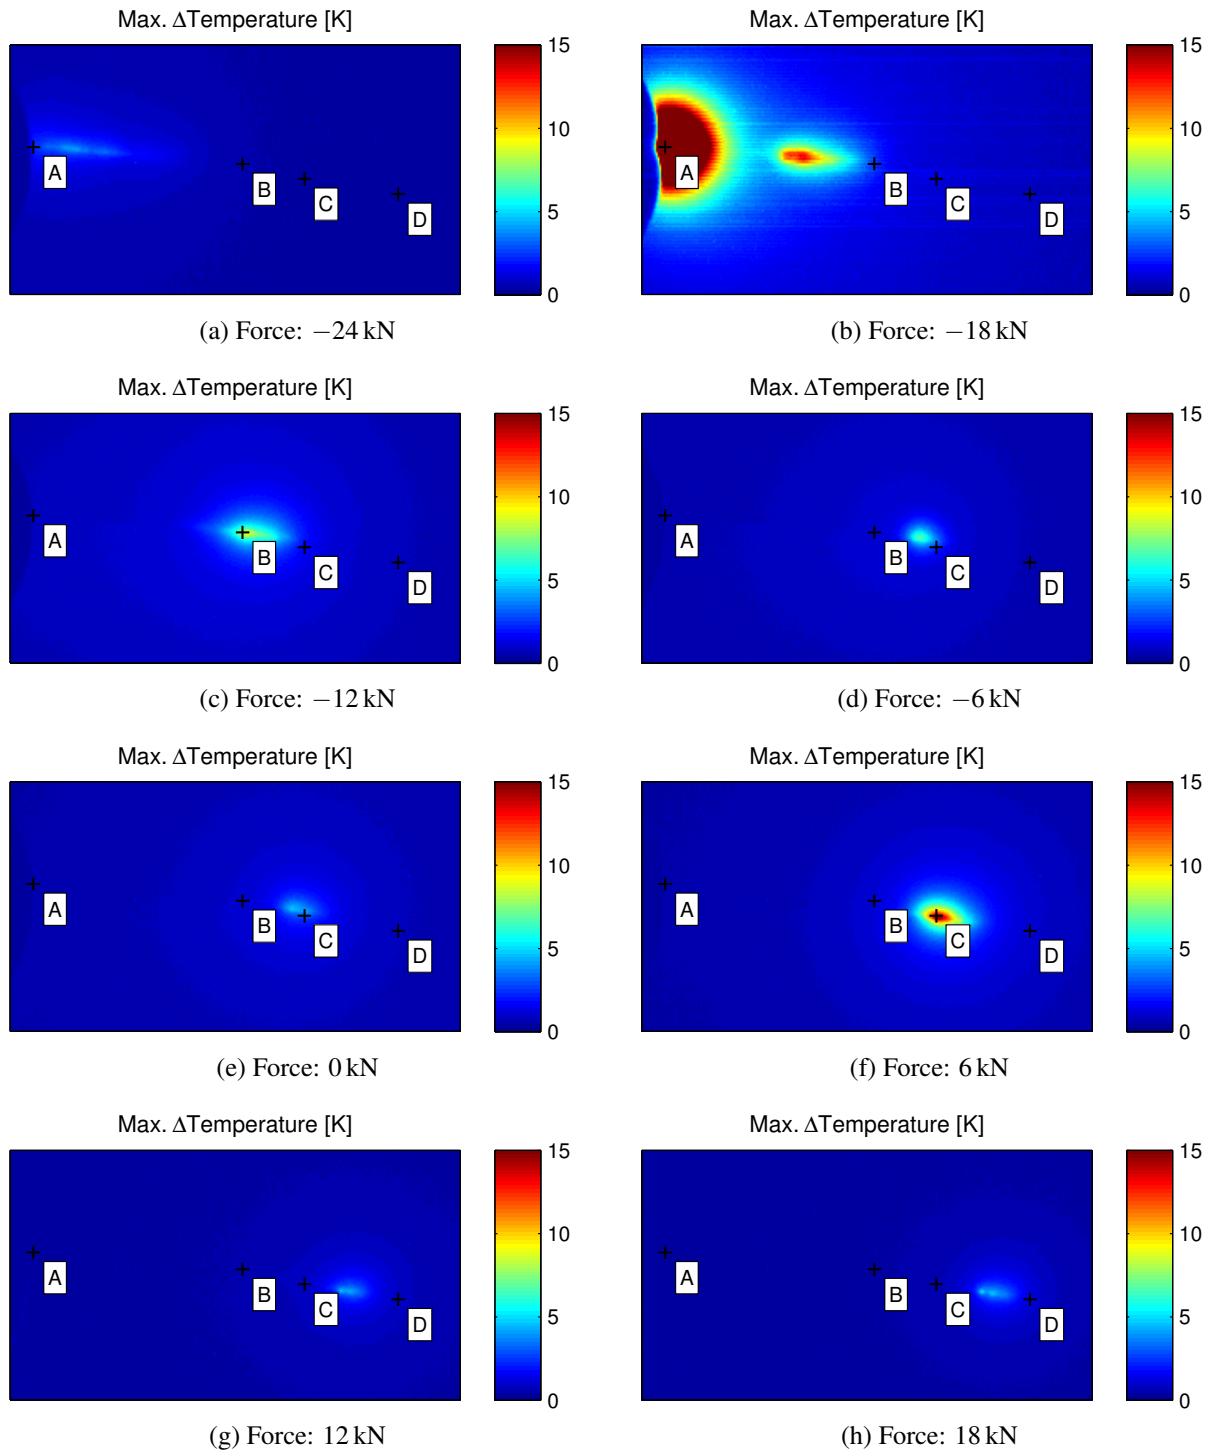 Max. ΔTemperature [K]
15
10
5
0
A
B
C
D
(a) Force: −24 kN
Max. ΔTemperature [K]
15
10
5
0
A
B
C
D
(b) Force: −18 kN
Max. ΔTemperature [K]
15
10
5
0
A
B
C
D
(c) Force: −12 kN
Max. ΔTemperature [K]
15
10
5
0
A
B
C
D
(d) Force: −6 kN
Max. ΔTemperature [K]
15
10
5
0
A
B
C
D
(e) Force: 0 kN
Max. ΔTemperature [K]
15
10
5
0
A
B
C
D
(f) Force: 6 kN
Max. ΔTemperature [K]
15
10
5
0
A
B
C
D
(g) Force: 12 kN
Max. ΔTemperature [K]
15
10
5
0
A
B
C
D
(h) Force: 18 kN